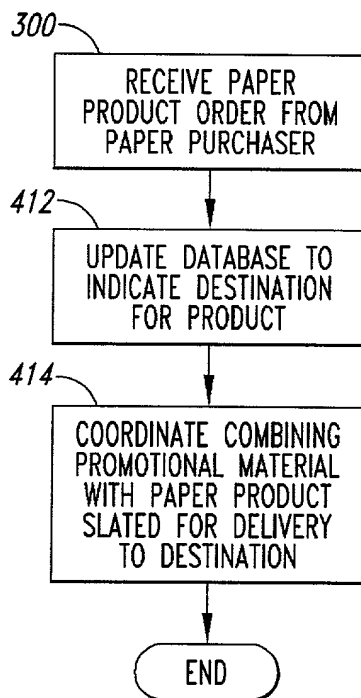 300
RECEIVE PAPER
PRODUCT ORDER FROM
PAPER PURCHASER
412
UPDATE DATABASE TO
INDICATE DESTINATION
FOR PRODUCT
414
COORDINATE COMBINING
PROMOTIONAL MATERIAL
WITH PAPER PRODUCT
SLATED FOR DELIVERY
TO DESTINATION
END